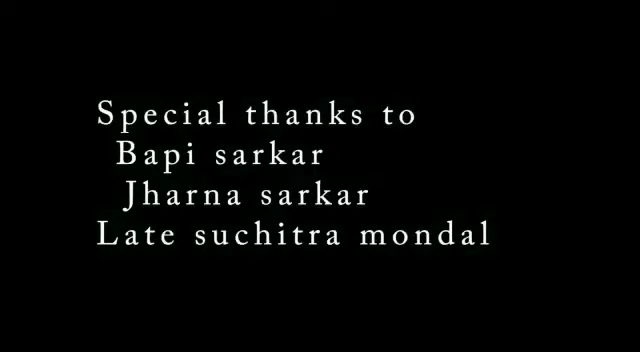 Special thanks to
Bapi sarkar
Jharna sarkar
Late suchitra mondal